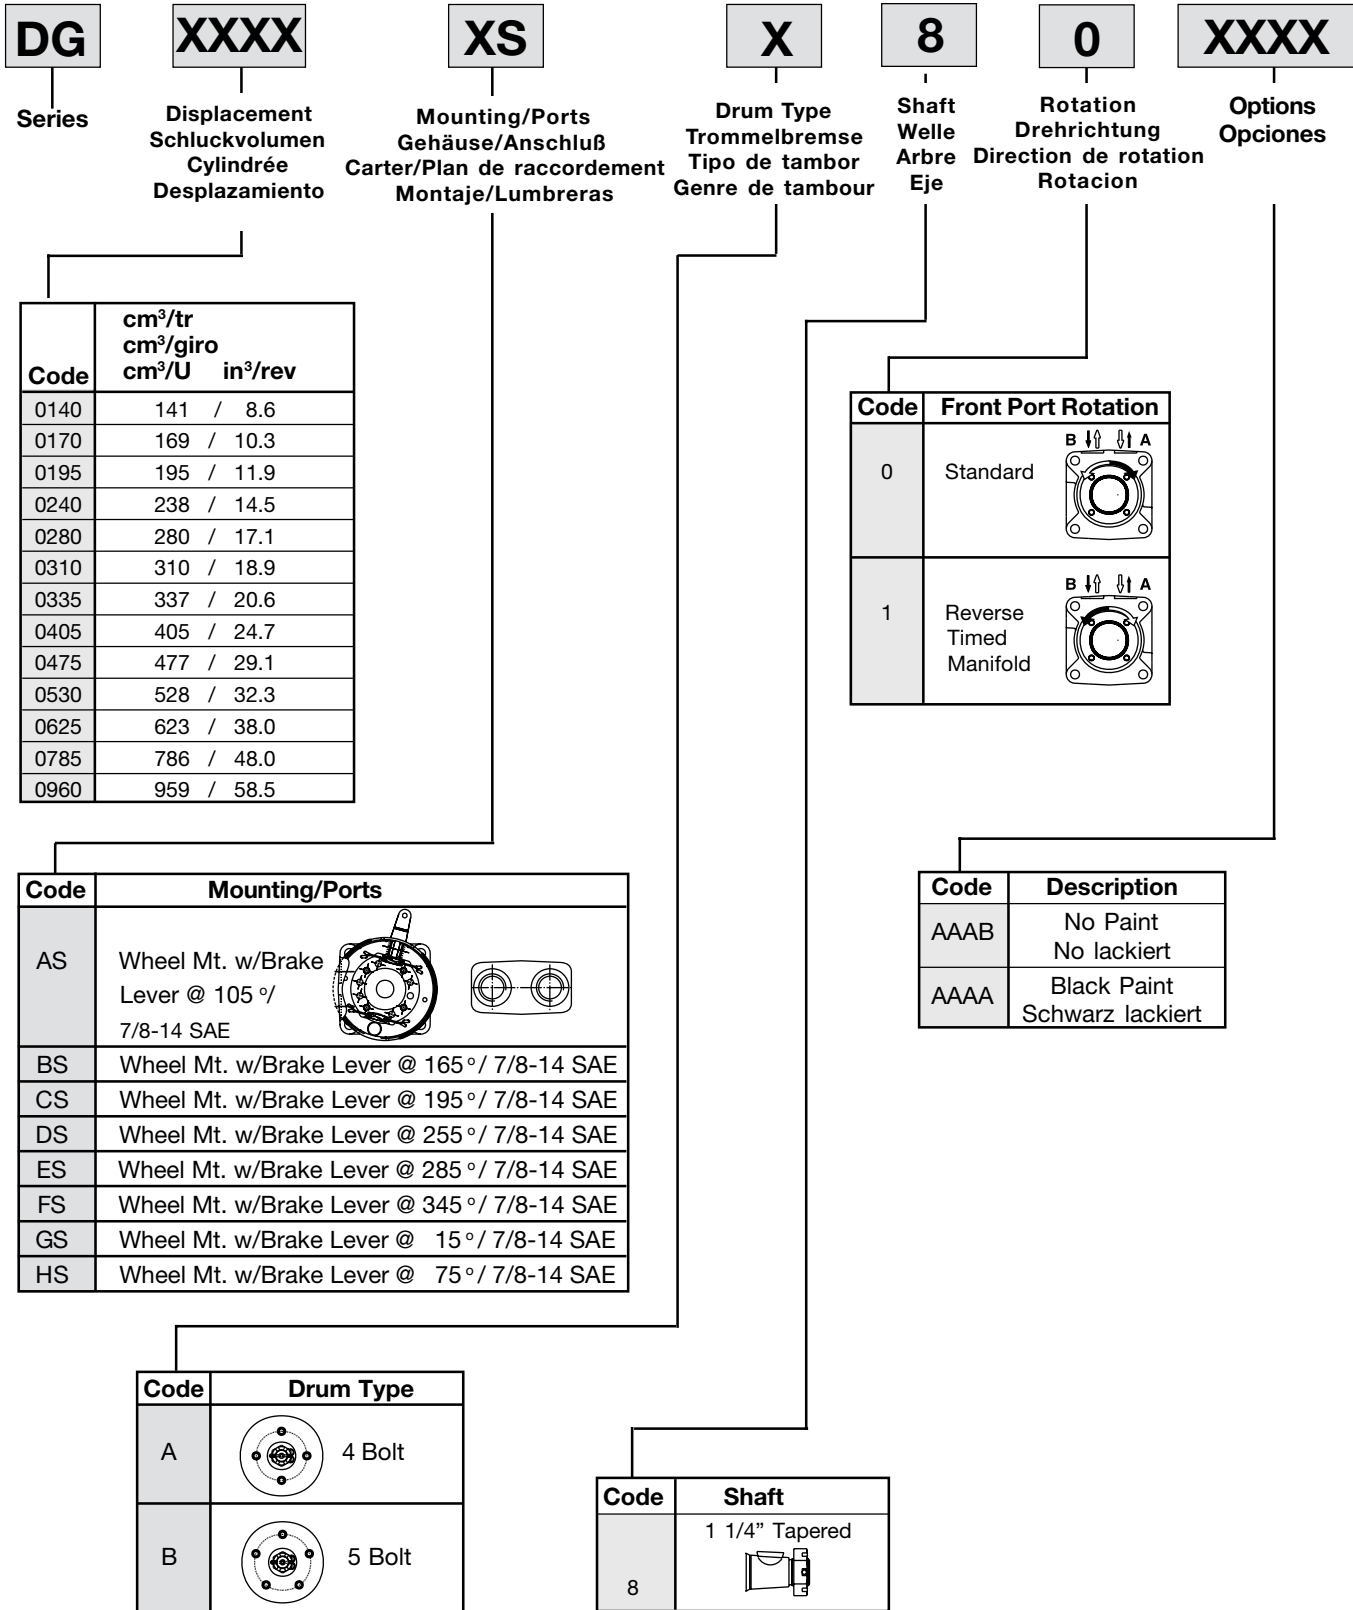 DG XXXX XS X 8 0 XXXX
Series
Displacement
Schluckvolumen
Cylindrée
Desplazamiento
Mounting/Ports
Gehäuse/Anschluß
Carter/Plan de raccordement
Montaje/Lumbreras
Drum Type
Trommelbremse
Tipo de tambor
Genre de tambour
Shaft
Welle
Arbre
Eje
Rotation
Drehrichtung
Direction de rotation
Rotacion
Options
Opciones
cm³/tr
cm³/giro
Code cm³/U in³/rev
0140 141 / 8.6
0170 169 / 10.3
0195 195 / 11.9
0240 238 / 14.5
0280 280 / 17.1
0310 310 / 18.9
0335 337 / 20.6
0405 405 / 24.7
0475 477 / 29.1
0530 528 / 32.3
0625 623 / 38.0
0785 786 / 48.0
0960 959 / 58.5
Code Front Port Rotation
B A
0 Standard
B A
1 Reverse
Timed
Manifold
Code Mounting/Ports
AS Wheel Mt. w/Brake
Lever @ 105 º/
7/8-14 SAE
BS Wheel Mt. w/Brake Lever @ 165º/ 7/8-14 SAE
CS Wheel Mt. w/Brake Lever @ 195º/ 7/8-14 SAE
DS Wheel Mt. w/Brake Lever @ 255º/ 7/8-14 SAE
ES Wheel Mt. w/Brake Lever @ 285º/ 7/8-14 SAE
FS Wheel Mt. w/Brake Lever @ 345º/ 7/8-14 SAE
GS Wheel Mt. w/Brake Lever @ 15º/ 7/8-14 SAE
HS Wheel Mt. w/Brake Lever @ 75º/ 7/8-14 SAE
Code Description
AAAB No Paint
No lackiert
AAAA Black Paint
Schwarz lackiert
Code Drum Type
A 4 Bolt
B 5 Bolt
Code Shaft
1 1/4” Tapered
8